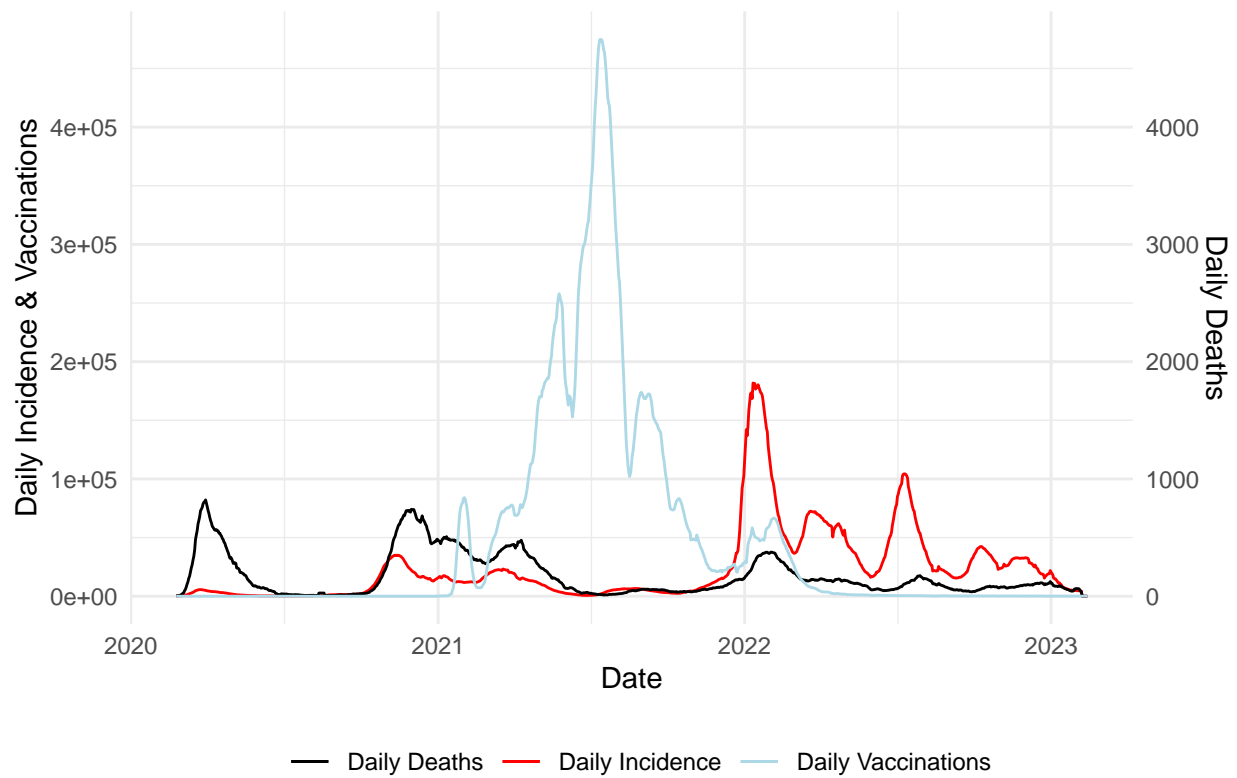 Daily Incidence & Vaccinations
4e+05
3e+05
2e+05
1e+05
0e+00
4000
3000
2000
1000
0
Daily Deaths
2020
2021
2022
2023
Date
Daily Deaths
Daily Incidence
Daily Vaccinations